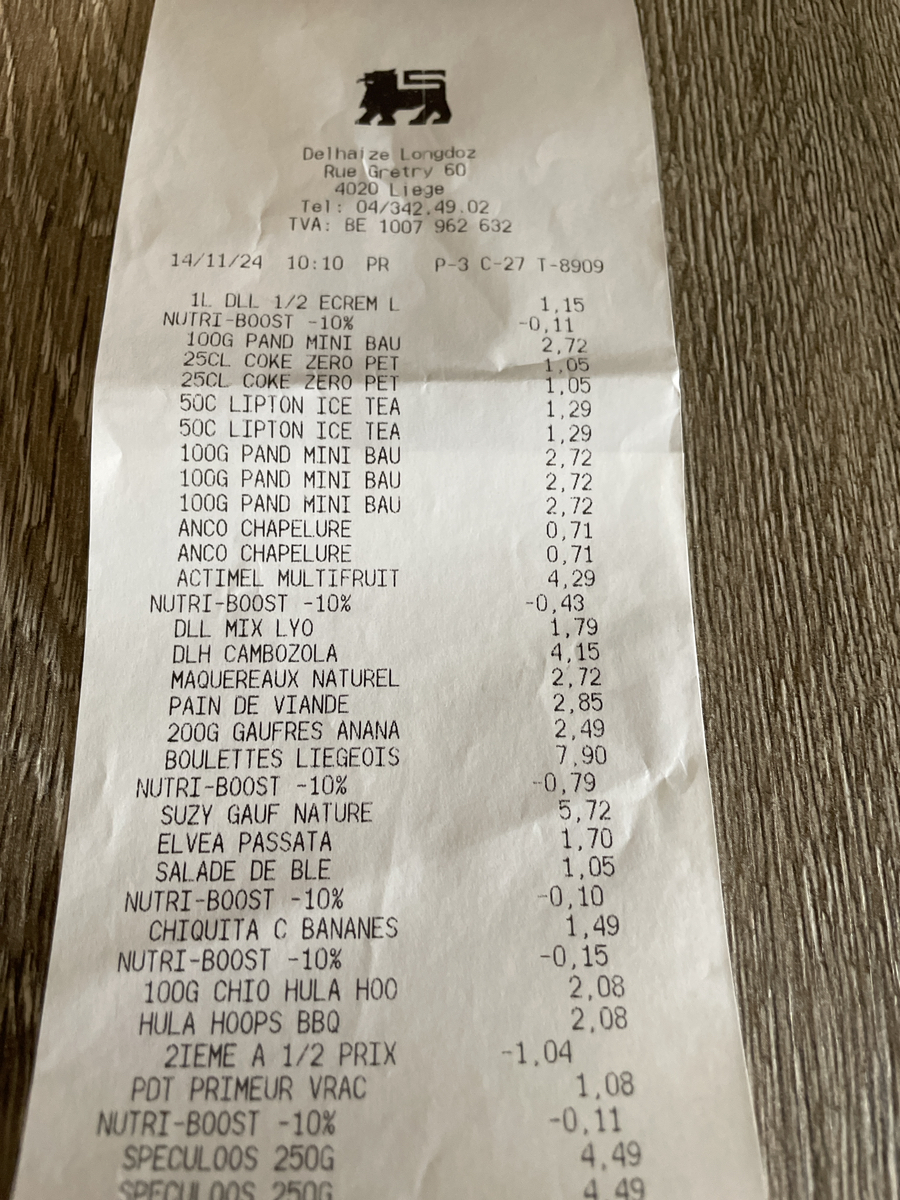 Delhaize Longdoz
Rue Gretry 60
4020 Liege
Tel: 04/342.49.02
TVA: BE 1007 962 632
14/11/24 10:10 PR P-3 C-27 T-8909
1L DLL 1/2 ECREM L 1,15
NUTRI-BOOST -10% -0,11
100G PAND MINI BAU 2,72
25CL COKE ZERO PET 1,05
25CL COKE ZERO PET 1,05
50C LIPTON ICE TEA 1,29
50C LIPTON ICE TEA 1,29
100G PAND MINI BAU 2,72
100G PAND MINI BAU 2,72
100G PAND MINI BAU 2,72
ANCO CHAPELURE 0,71
ANCO CHAPELURE 0,71
ACTIMEL MULTIFRUIT 4,29
NUTRI-BOOST -10% -0,43
DLL MIX LYO 1,79
DLH CAMBOZOLA 4,15
MAQUEREAUX NATUREL 2,72
PAIN DE VIANDE 2,85
200G GAUFRES ANANA 2,49
BOULETTES LIEGEOIS 7,90
NUTRI-BOOST -10% -0,79
SUZY GAUF NATURE 5,72
ELVEA PASSATA 1,70
SALADE DE BLE 1,05
NUTRI-BOOST -10% -0,10
CHIQUITA C BANANES 1,49
NUTRI-BOOST -10% -0,15
100G CHIO HULA HOO 2,08
HULA HOOPS BBQ 2,08
2IEME A 1/2 PRIX -1,04
PDT PRIMEUR VRAC 1,08
NUTRI-BOOST -10% -0,11
SPECULOOS 250G 4,49
SPECULOOS 250G 4,49